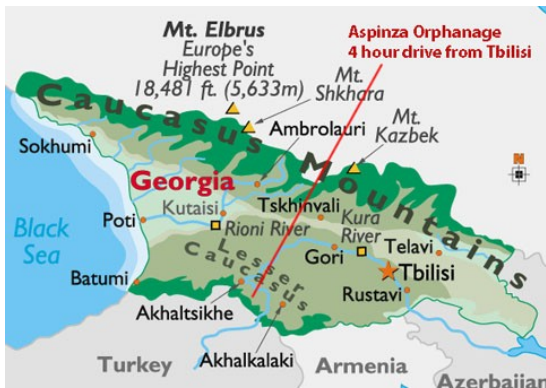 Aspinza Orphanage
4 hour drive from Tbilisi
Mt. Elbrus
Europe's
Highest Point
18,481 ft. (5,633m)
Mt.
Shkhara
Mt.
Kazbek
Caucasus Mountains
Ambrolauri
Sokhumi
Georgia
N
Kutaisi
Tskhinvali
Poti
Rioni River
Kura
River
Black
Sea
Telavi
Gori
Tbilisi
Lesser
Caucasus
Batumi
Rustavi
Akhaltsikhe
Akhalkalaki
Turkey
Armenia
Azerbaijan